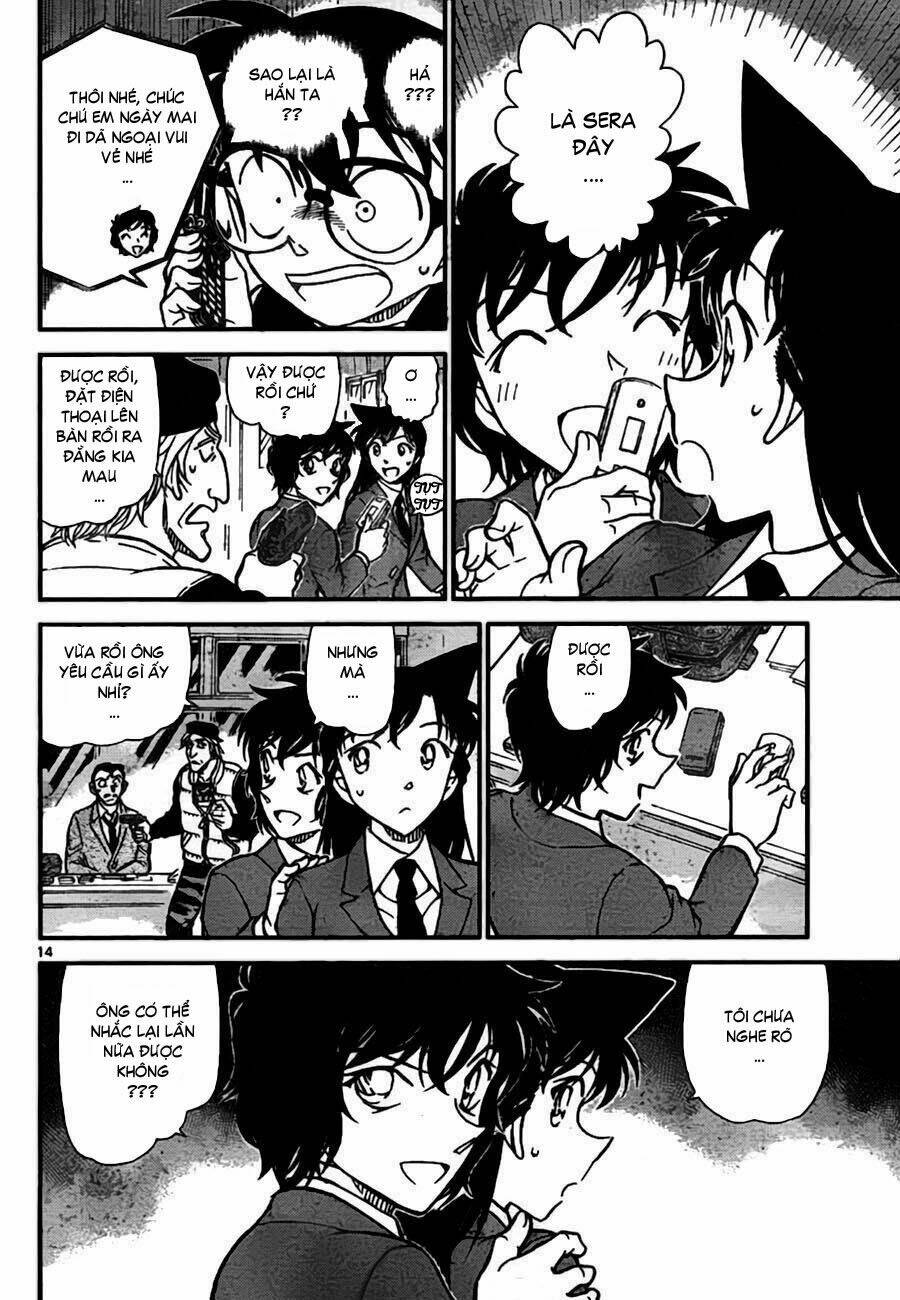 LÀ SERA
ĐÂY
....
HẢ
???
SAO LẠI LÀ
HẮN TA
??
THÔI NHÉ, CHÚC
CHÚ EM NGÀY MAI
ĐI DÃ NGOẠI VUI
VẺ NHÉ
...
Ơ
...
TUT
TUT
VẬY ĐƯỢC
RỒI CHỨ
?
ĐƯỢC RỒI,
ĐẶT ĐIỆN
THOẠI LÊN
BÀN RỒI RA
ĐẰNG KIA
MAU
...
ĐƯỢC
RỒI
...
NHƯNG
MÀ
...
VỪA RỒI ÔNG
YÊU CẦU GÌ ẤY
NHỈ?
...
14
TÔI CHƯA
NGHE RÕ
...
ÔNG CÓ THỂ
NHẮC LẠI LẦN
NỮA ĐƯỢC
KHÔNG
???